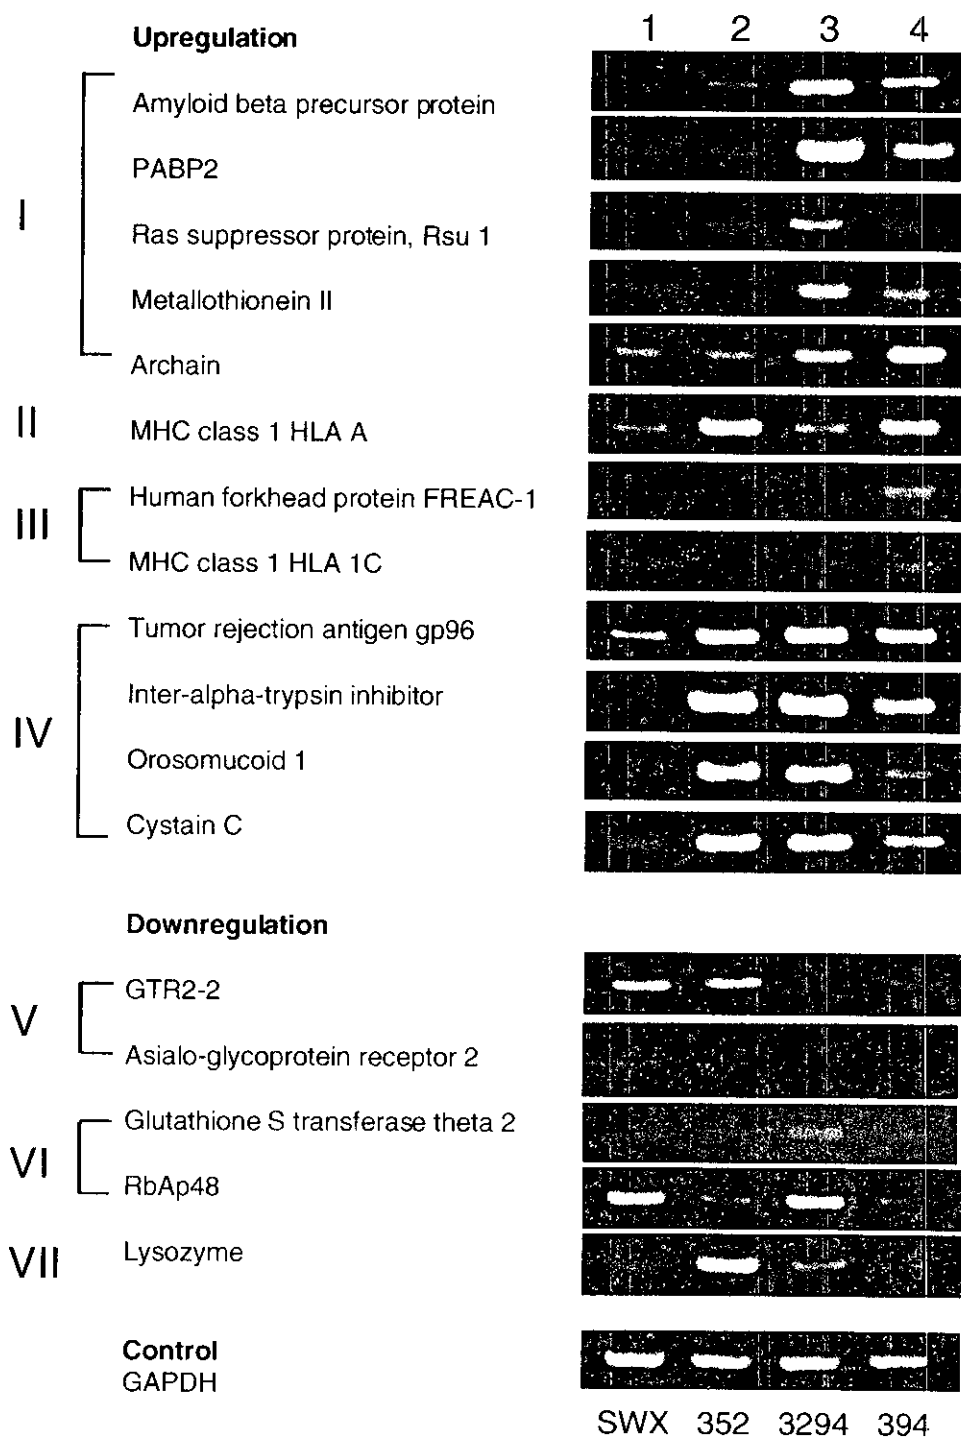 Upregulation
1 2 3 4
I
Amyloid beta precursor protein
PABP2
Ras suppressor protein, Rsu 1
Metallothionein II
Archain
II
MHC class 1 HLA A
III
Human forkhead protein FREAC-1
MHC class 1 HLA 1C
IV
Tumor rejection antigen gp96
Inter-alpha-trypsin inhibitor
Orosomucoid 1
Cystain C
Downregulation
V
GTR2-2
Asialo-glycoprotein receptor 2
VI
Glutathione S transferase theta 2
RbAp48
VII
Lysozyme
Control
GAPDH
SWX 352 3294 394